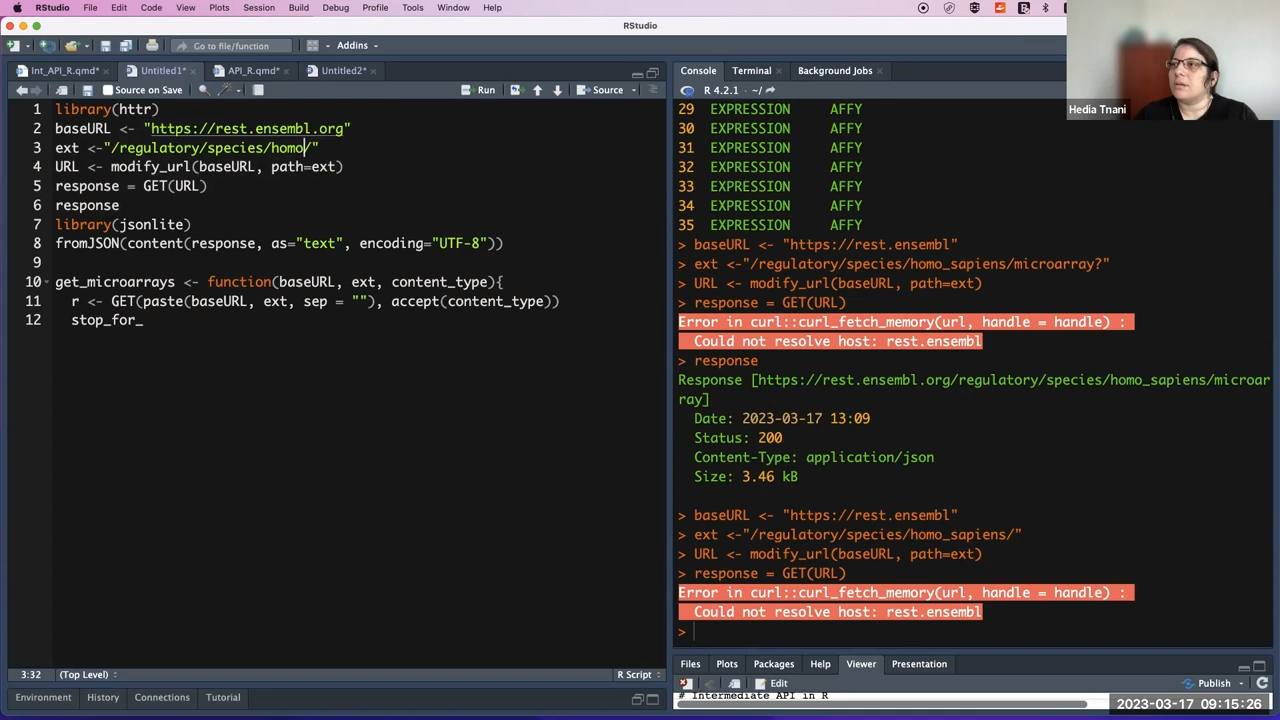 RStudio File Edit Code View Plots Session Build Debug Profile Tools Window Help
RStudio
Go to file/function Addins
Int_API_R.qmd* Untitled1* API_R.qmd* Untitled2*
Source on Save Run Source
1 library(httr)
2 baseURL <- "https://rest.ensembl.org"
3 ext <-"/regulatory/species/homo/"
4 URL <- modify_url(baseURL, path=ext)
5 response = GET(URL)
6 response
7 library(jsonlite)
8 fromJSON(content(response, as="text", encoding="UTF-8"))
9
10 get_microarrays <- function(baseURL, ext, content_type){
11 r <- GET(paste(baseURL, ext, sep = ""), accept(content_type))
12 stop_for_
3:32 (Top Level) R Script
Environment History Connections Tutorial
Console Terminal Background Jobs
R 4.2.1 · ~/
29 EXPRESSION AFFY
30 EXPRESSION AFFY
31 EXPRESSION AFFY
32 EXPRESSION AFFY
33 EXPRESSION AFFY
34 EXPRESSION AFFY
35 EXPRESSION AFFY
> baseURL <- "https://rest.ensembl"
> ext <-"/regulatory/species/homo_sapiens/microarray?"
> URL <- modify_url(baseURL, path=ext)
> response = GET(URL)
Error in curl::curl_fetch_memory(url, handle = handle) :
Could not resolve host: rest.ensembl
> response
Response [https://rest.ensembl.org/regulatory/species/homo_sapiens/microar
ray]
Date: 2023-03-17 13:09
Status: 200
Content-Type: application/json
Size: 3.46 kB
> baseURL <- "https://rest.ensembl"
> ext <-"/regulatory/species/homo_sapiens/"
> URL <- modify_url(baseURL, path=ext)
> response = GET(URL)
Error in curl::curl_fetch_memory(url, handle = handle) :
Could not resolve host: rest.ensembl
>
Files Plots Packages Help Viewer Presentation
Edit Publish
# Intermediate API in R
Hedia Tnani
2023-03-17 09:15:26